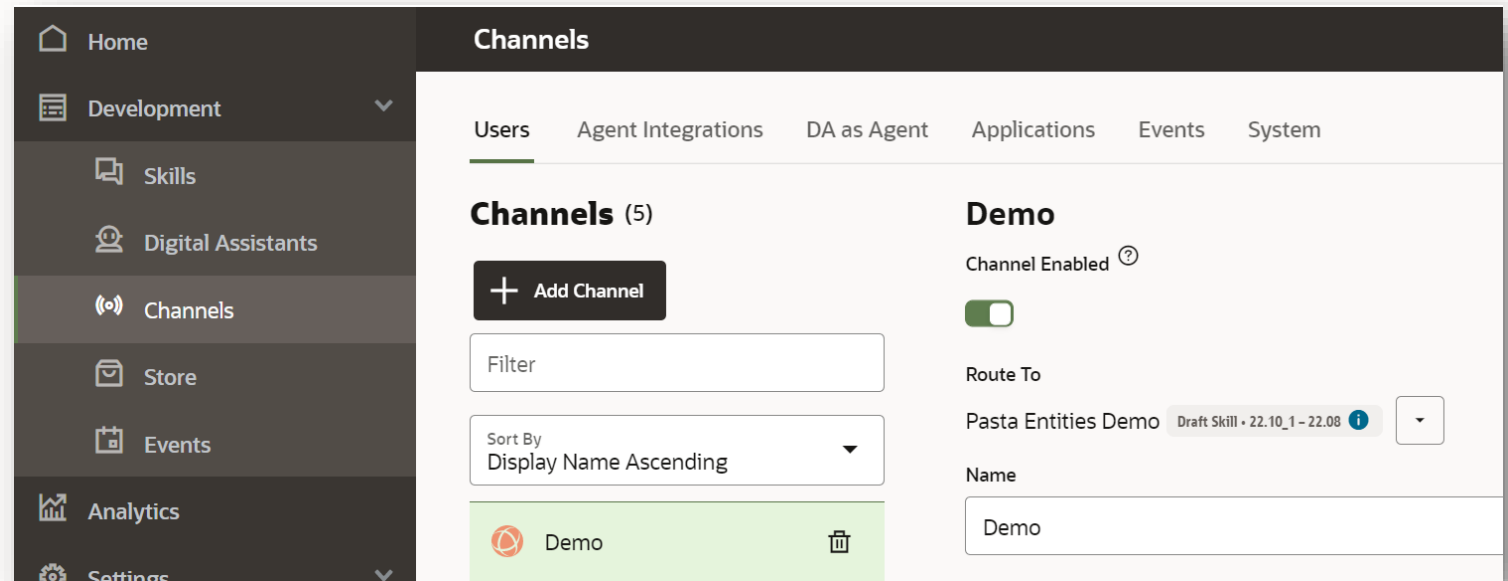 Home
Development
Skills
Digital Assistants
Channels
Store
Events
Analytics
Settings
Channels
Users Agent Integrations DA as Agent Applications Events System
Channels (5)
Add Channel
Filter
Sort By
Display Name Ascending
Demo
Demo
Channel Enabled ?
Route To
Pasta Entities Demo Draft Skill • 22.10_1 – 22.08 i
Name
Demo